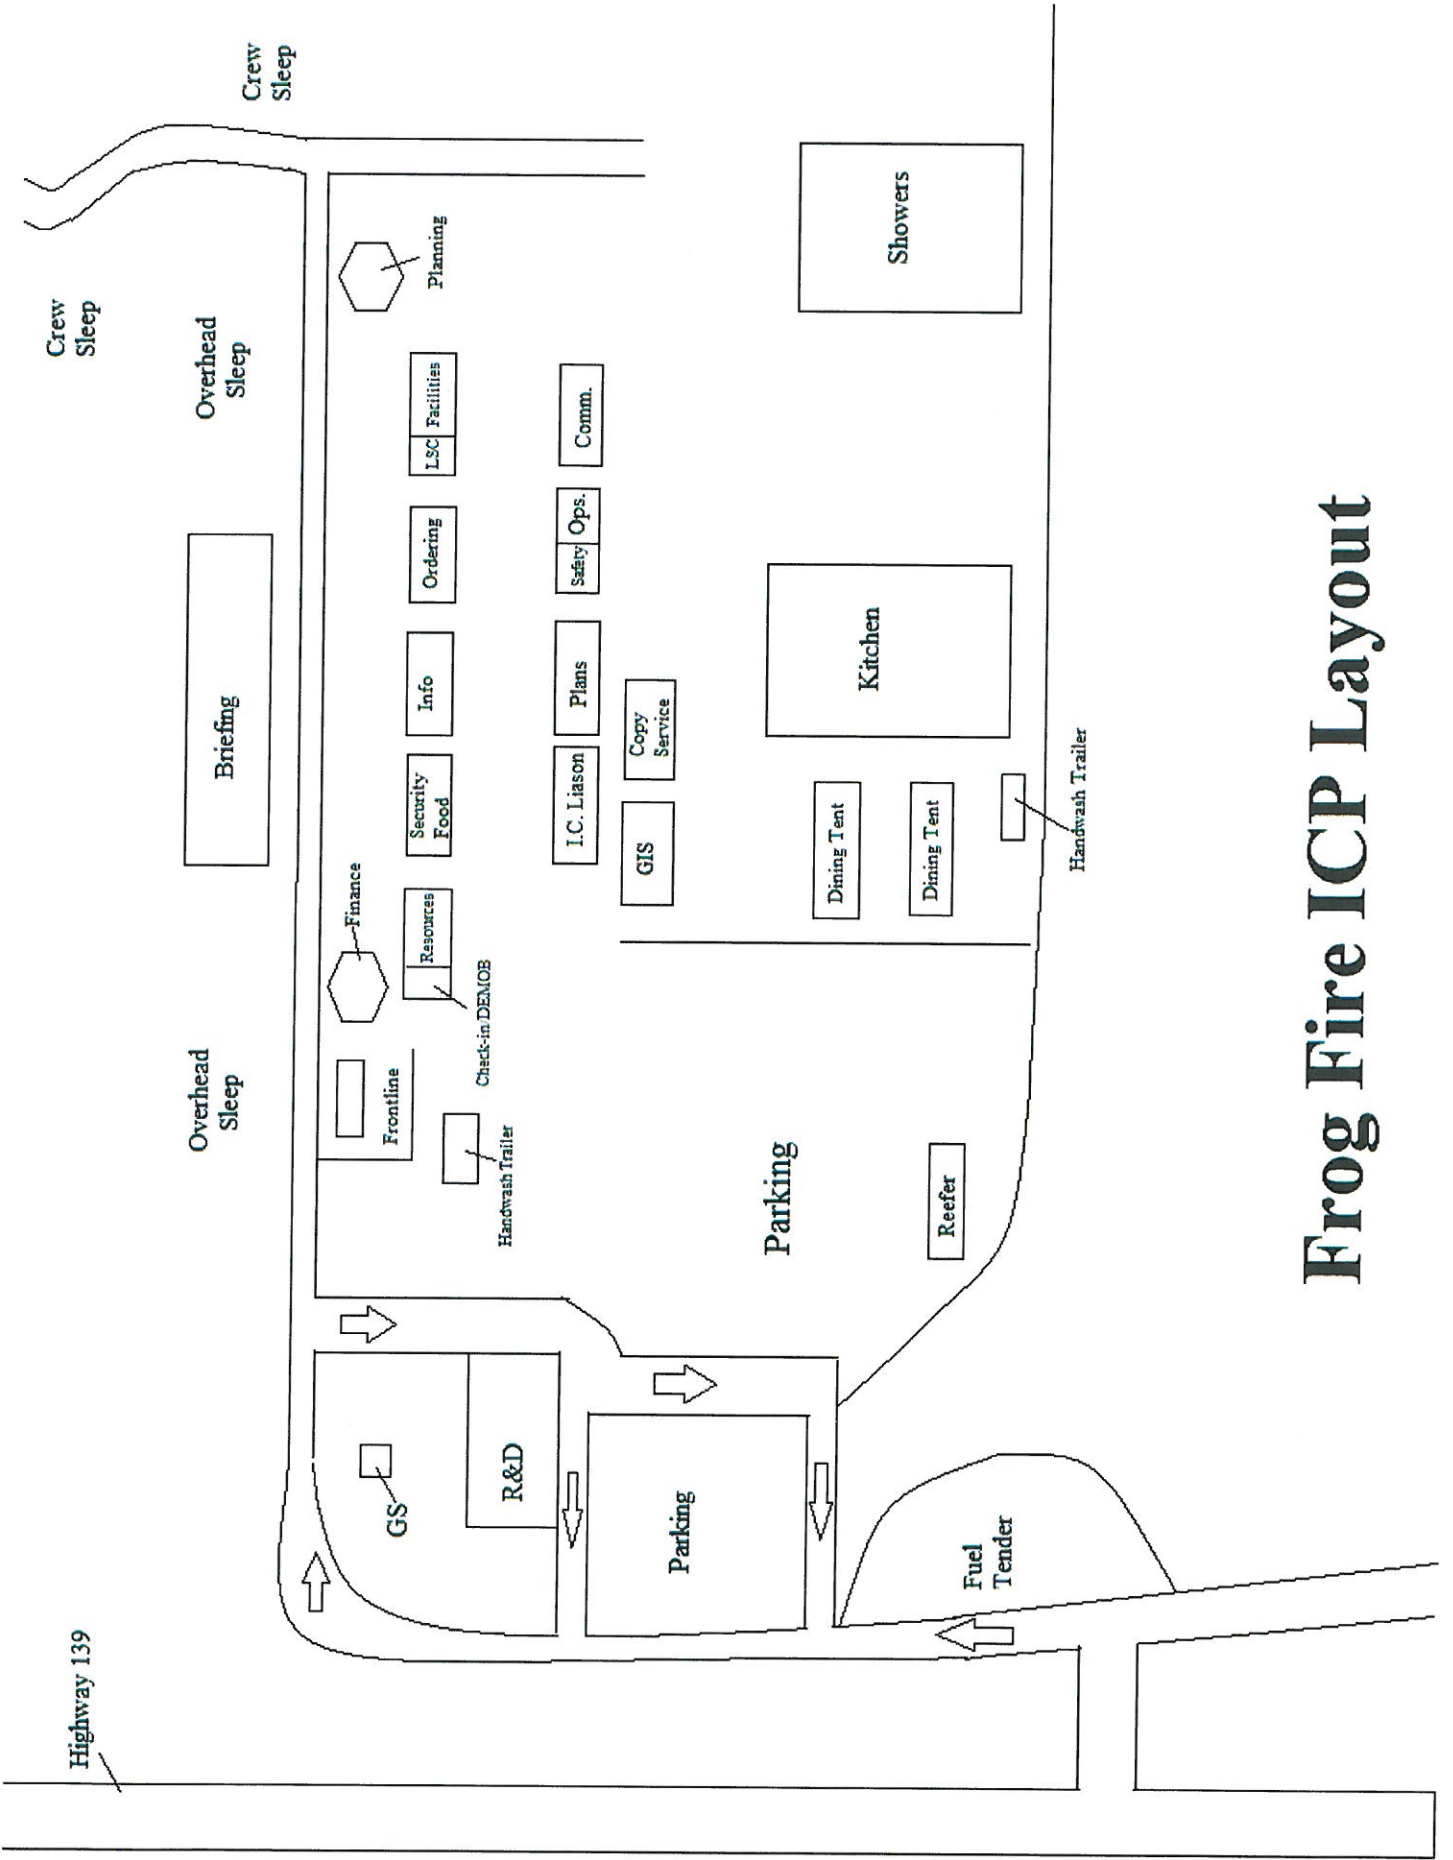 Highway 139
Overhead
Sleep
Briefing
Overhead
Sleep
Crew
Sleep
Crew
Sleep
GS
R&D
Frontline
Handwash Trailer
Finance
Check-in/DEMOB
Resources
Security
Food
Info
Ordering
LSC
Facilities
Planning
I.C. Liason
Plans
Safety
Ops.
Comm.
GIS
Copy
Service
Parking
Parking
Dining Tent
Dining Tent
Kitchen
Showers
Reefer
Handwash Trailer
Fuel
Tender
Frog Fire ICP Layout